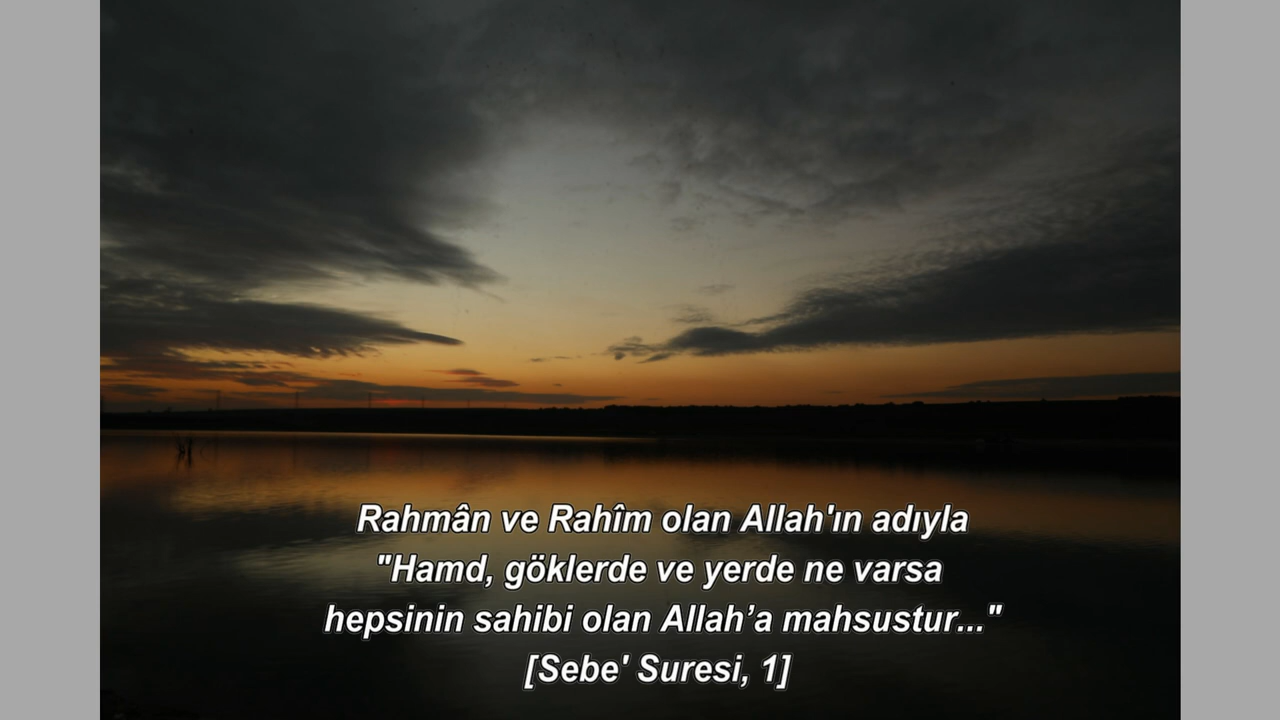 Rahmân ve Rahîm olan Allah'ın adıyla
"Hamd, göklerde ve yerde ne varsa
hepsinin sahibi olan Allah’a mahsustur..."
[Sebe' Suresi, 1]